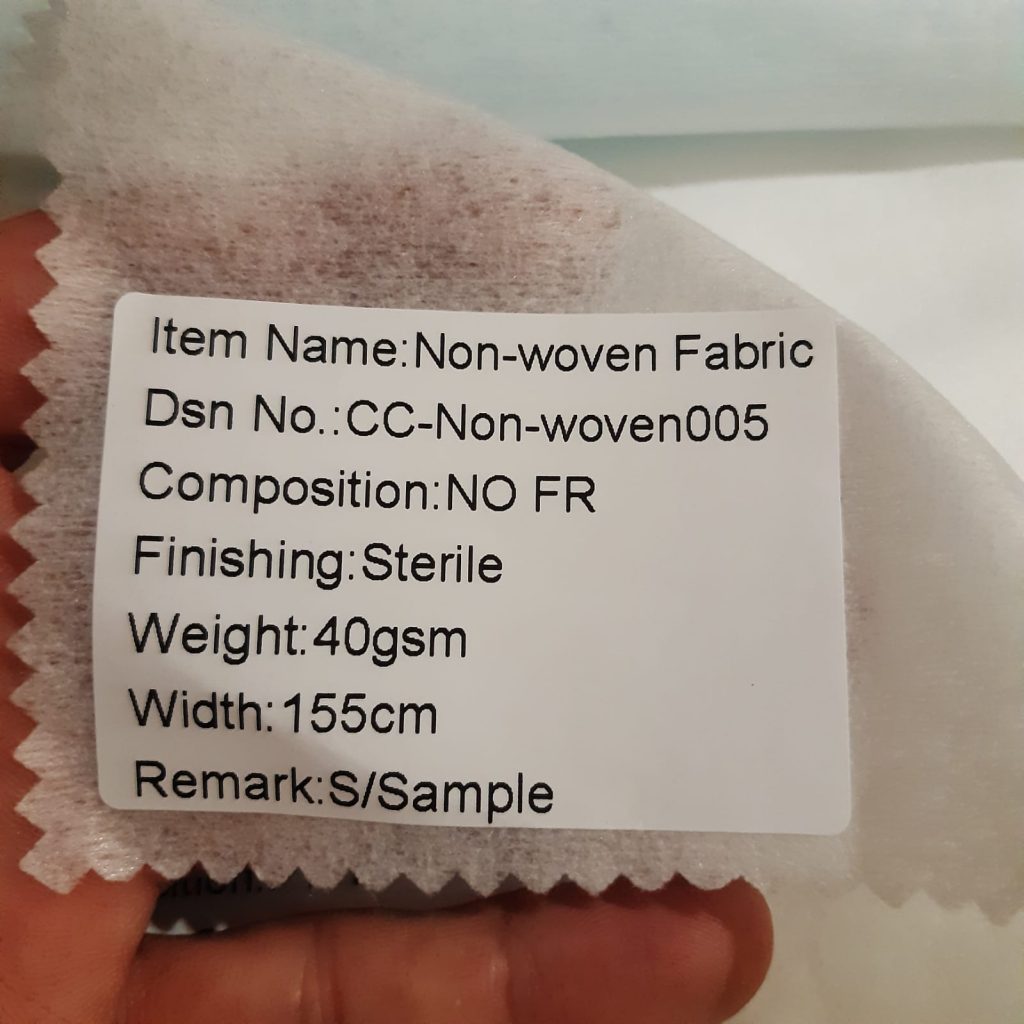 Item Name:Non-woven Fabric
Dsn No.:CC-Non-woven005
Composition:NO FR
Finishing:Sterile
Weight:40gsm
Width:155cm
Remark:S/Sample